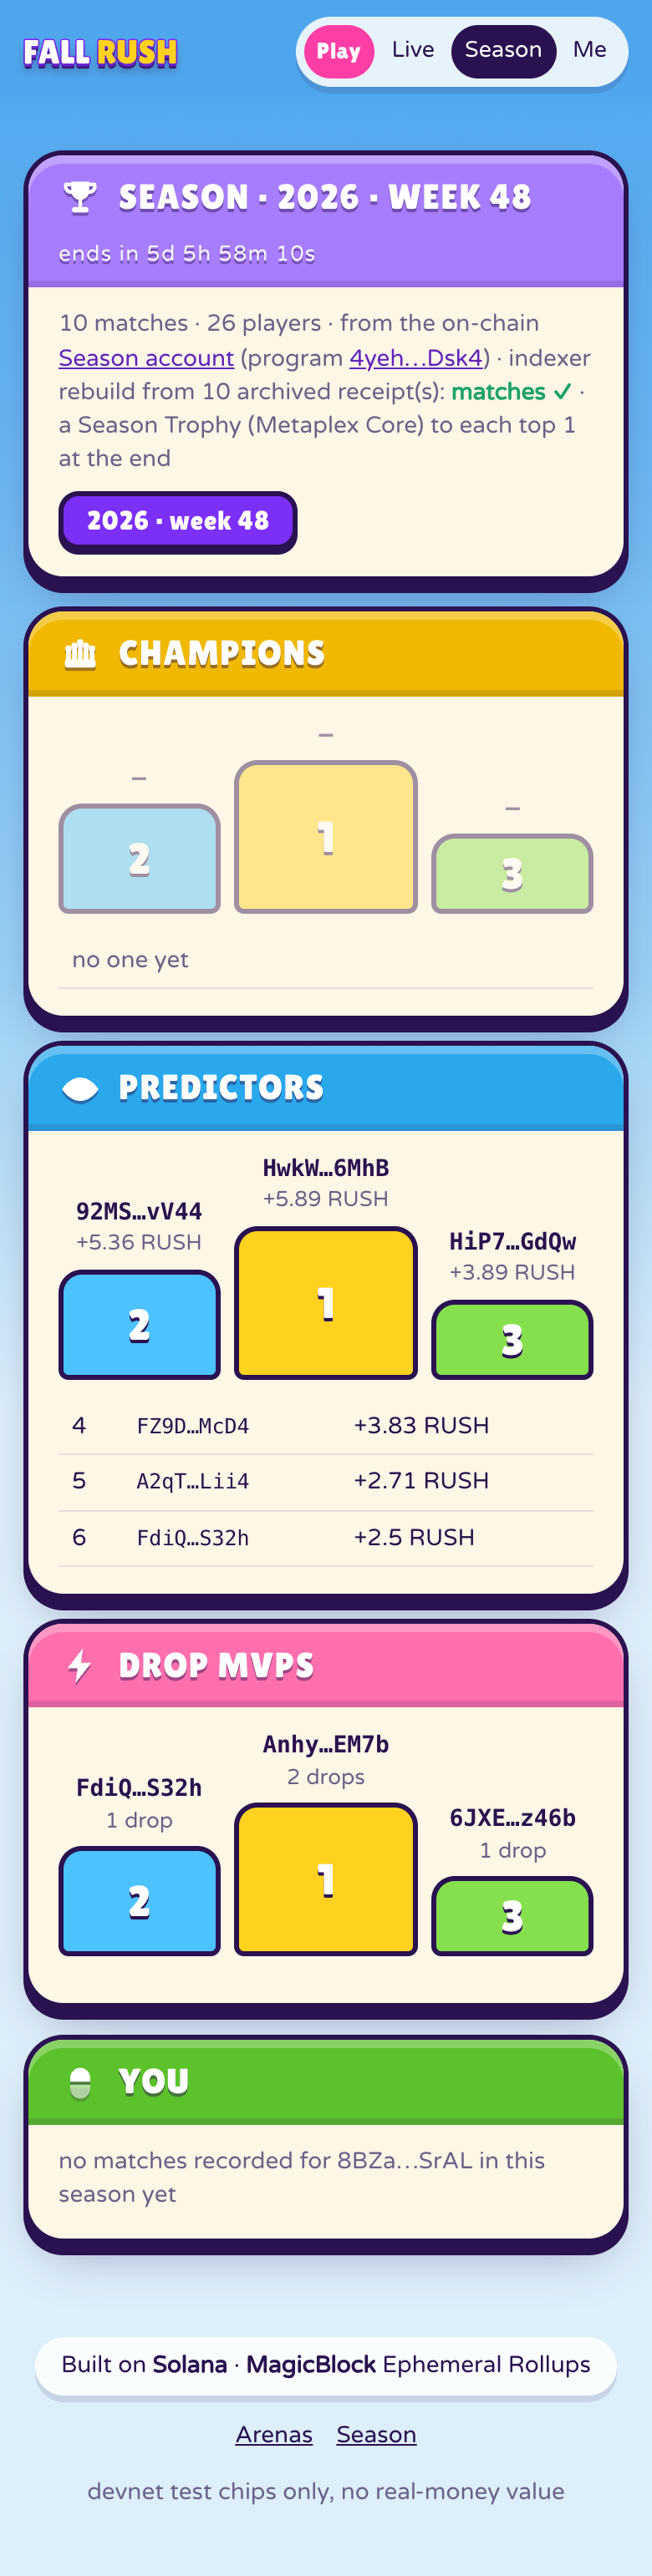 FALL RUSH
Play Live Season Me
SEASON · 2026 · WEEK 48
ends in 5d 5h 58m 10s
10 matches · 26 players · from the on-chain
Season account (program 4yeh…Dsk4) · indexer
rebuild from 10 archived receipt(s): matches ✓ ·
a Season Trophy (Metaplex Core) to each top 1
at the end
2026 · week 48
CHAMPIONS
–
–
–
2
1
3
no one yet
PREDICTORS
HwkW…6MhB
+5.89 RUSH
92MS…vV44
+5.36 RUSH
HiP7…GdQw
+3.89 RUSH
2
1
3
4 FZ9D…McD4 +3.83 RUSH
5 A2qT…Lii4 +2.71 RUSH
6 FdiQ…S32h +2.5 RUSH
DROP MVPS
Anhy…EM7b
2 drops
FdiQ…S32h
1 drop
6JXE…z46b
1 drop
2
1
3
YOU
no matches recorded for 8BZa…SrAL in this
season yet
Built on Solana · MagicBlock Ephemeral Rollups
Arenas Season
devnet test chips only, no real-money value